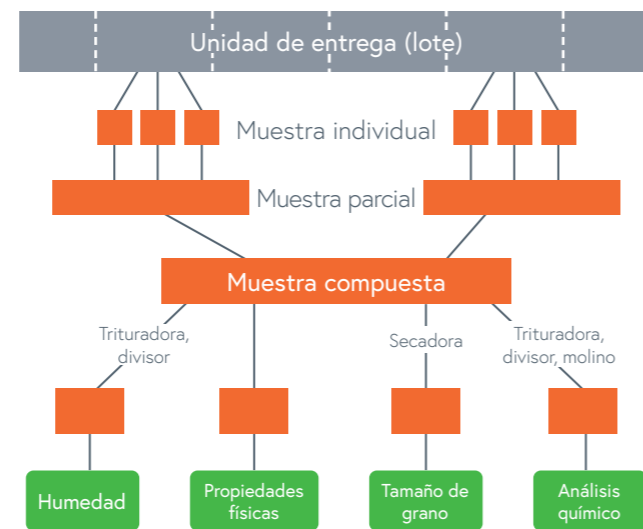 Unidad de entrega (lote)
Muestra individual
Muestra parcial
Muestra compuesta
Trituradora,
divisor
Secadora
Trituradora,
divisor, molino
Humedad
Propiedades
físicas
Tamaño de
grano
Análisis
químico